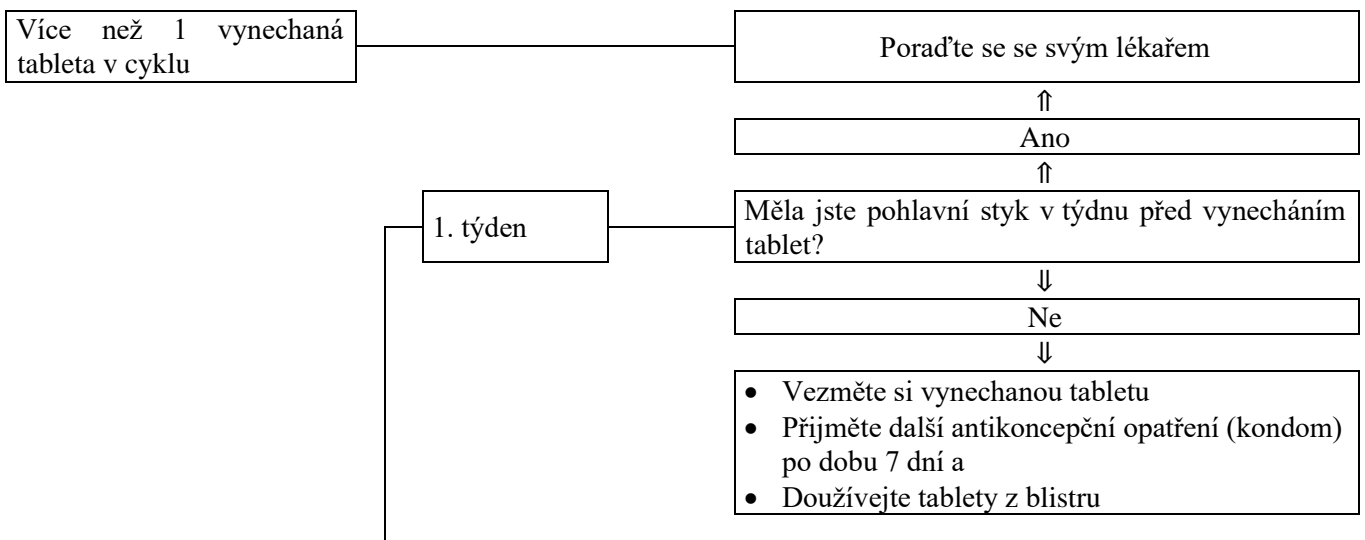 Více než 1 vynechaná
tableta v cyklu
Poraďte se se svým lékařem
⇑
Ano
⇑
1. týden
Měla jste pohlavní styk v týdnu před vynecháním
tablet?
⇓
Ne
⇓
• Vezměte si vynechanou tabletu
• Přijměte další antikoncepční opatření (kondom)
po dobu 7 dní a
• Doužívejte tablety z blistru